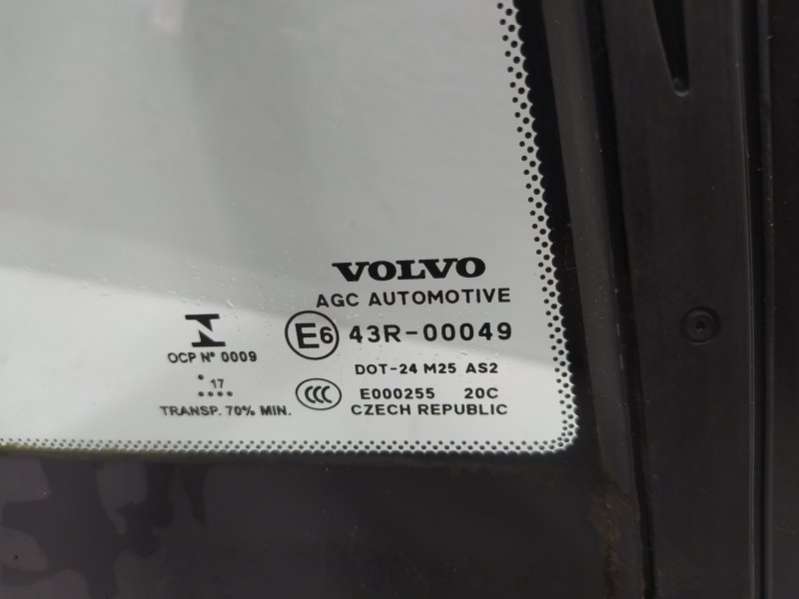 VOLVO
AGC AUTOMOTIVE
E6 43R-00049
OCP N° 0009
DOT-24 M25 AS2
17
CCC E000255 20C
TRANSP. 70% MIN.
CZECH REPUBLIC